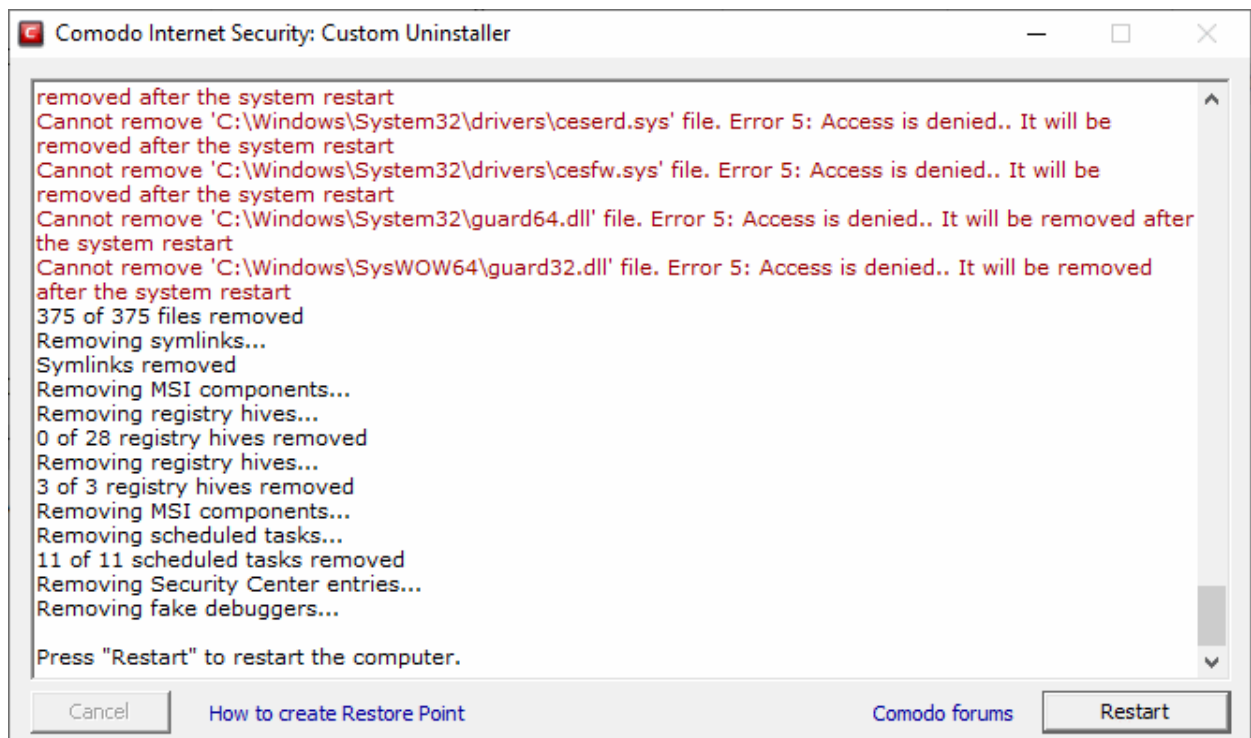 Comodo Internet Security: Custom Uninstaller
removed after the system restart
Cannot remove 'C:\Windows\System32\drivers\ceserd.sys' file. Error 5: Access is denied.. It will be
removed after the system restart
Cannot remove 'C:\Windows\System32\drivers\cesfw.sys' file. Error 5: Access is denied.. It will be
removed after the system restart
Cannot remove 'C:\Windows\System32\guard64.dll' file. Error 5: Access is denied.. It will be removed after
the system restart
Cannot remove 'C:\Windows\SysWOW64\guard32.dll' file. Error 5: Access is denied.. It will be removed
after the system restart
375 of 375 files removed
Removing symlinks...
Symlinks removed
Removing MSI components...
Removing registry hives...
0 of 28 registry hives removed
Removing registry hives...
3 of 3 registry hives removed
Removing MSI components...
Removing scheduled tasks...
11 of 11 scheduled tasks removed
Removing Security Center entries...
Removing fake debuggers...
Press "Restart" to restart the computer.
Cancel How to create Restore Point Comodo forums Restart